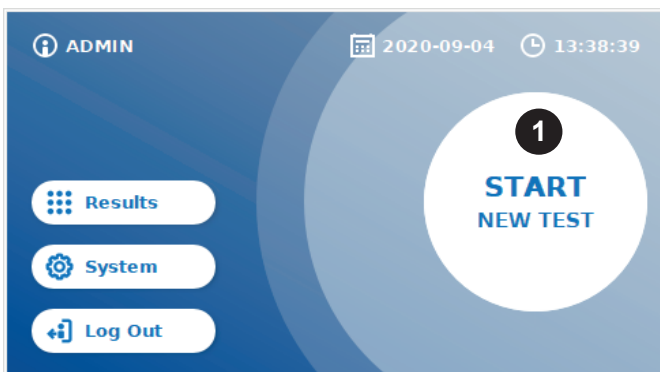 ADMIN 2020-09-04 13:38:39
1
START
NEW TEST
Results
System
Log Out